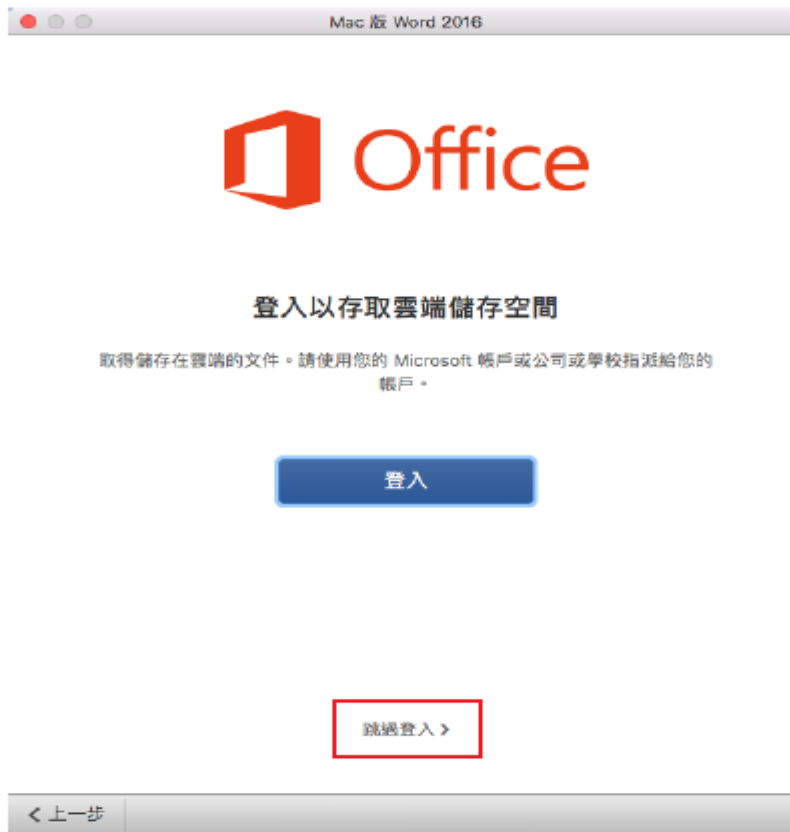 Mac 版 Word 2016
Office
登入以存取雲端儲存空間
取得儲存在雲端的文件。請使用您的 Microsoft 帳戶或公司或學校指派給您的
帳戶。
登入
跳過登入 >
< 上一步